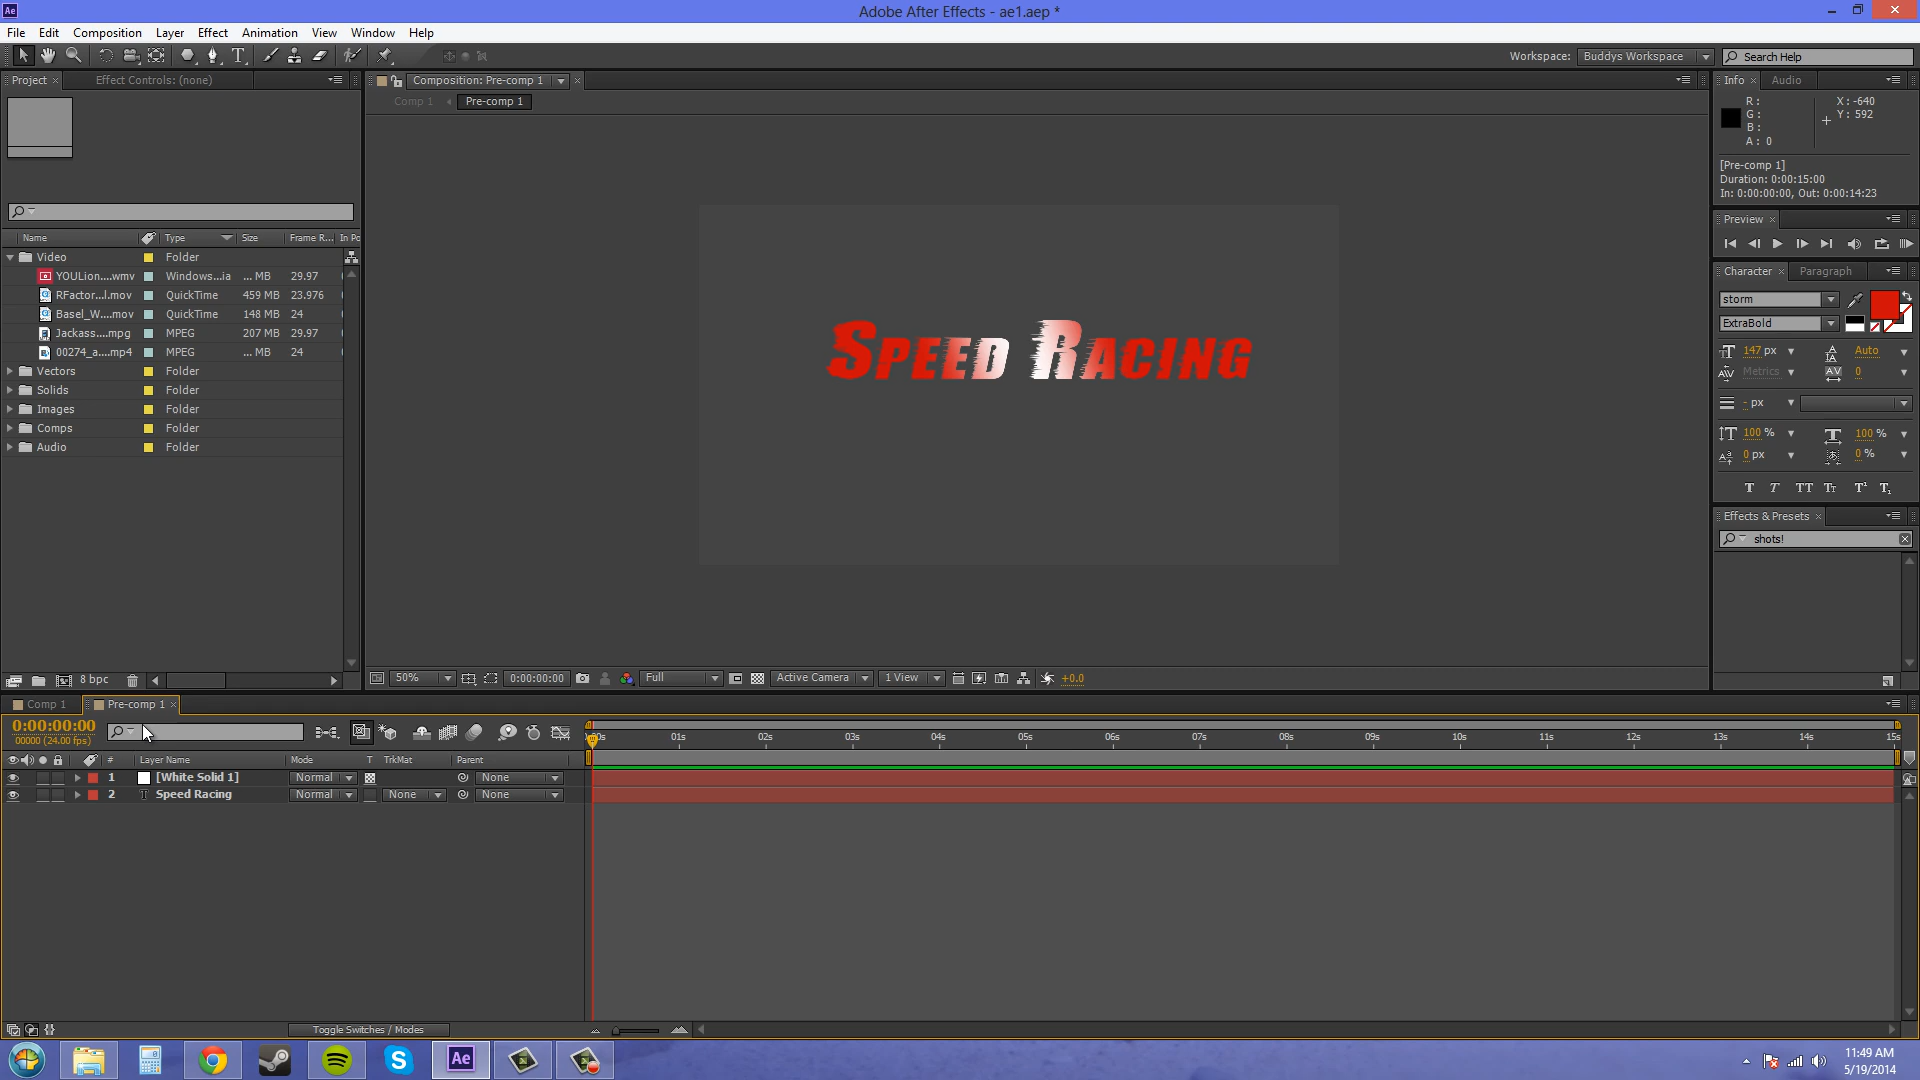 Ae
Adobe After Effects - ae1.aep *
File Edit Composition Layer Effect Animation View Window Help
Workspace: Buddys Workspace Search Help
Project Effect Controls: (none)
Composition: Pre-comp 1
Comp 1 Pre-comp 1
Info Audio
R: X: -640
G: Y: 592
B:
A: 0
[Pre-comp 1]
Duration: 0:00:15:00
In: 0:00:00:00, Out: 0:00:14:23
Preview
Name Type Size Frame R... In Po
Video Folder
YOULion....wmv Windows...ia ... MB 29.97
RFactor...l.mov QuickTime 459 MB 23.976
Basel_W....mov QuickTime 148 MB 24
Jackass....mpg MPEG 207 MB 29.97
00274_a....mp4 MPEG ... MB 24
Vectors Folder
Solids Folder
Images Folder
Comps Folder
Audio Folder
8 bpc
Speed Racing
Character Paragraph
storm
ExtraBold
147 px Auto
Metrics 0
- px
100 % 100 %
0 px 0 %
T T TT Tt T¹ T₁
Effects & Presets
shots!
50% 0:00:00:00 Full Active Camera 1 View +0.0
Comp 1 Pre-comp 1
0:00:00:00
00000 (24.00 fps)
:00s 01s 02s 03s 04s 05s 06s 07s 08s 09s 10s 11s 12s 13s 14s 15s
# Layer Name Mode T TrkMat Parent
1 [White Solid 1] Normal None
2 Speed Racing Normal None None
Toggle Switches / Modes
Ae
11:49 AM
5/19/2014